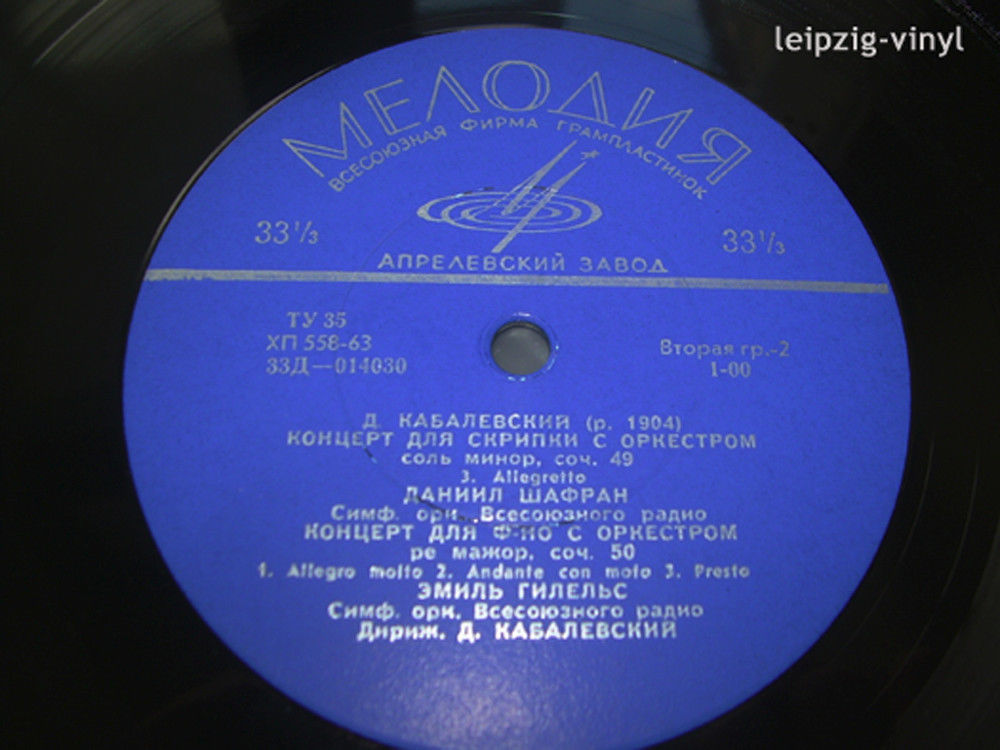 leipzig-vinyl
МЕЛОДИЯ
ВСЕСОЮЗНАЯ ФИРМА ГРАМПЛАСТИНОК
33⅓ 33⅓
АПРЕЛЕВСКИЙ ЗАВОД
ТУ 35
ХП 558-63
33Д—014030
Вторая гр.-2
1-00
Д. КАБАЛЕВСКИЙ (р. 1904)
КОНЦЕРТ ДЛЯ СКРИПКИ С ОРКЕСТРОМ
соль минор, соч. 49
3. Allegretto
ДАНИИЛ ШАФРАН
Симф. орк. Всесоюзного радио
КОНЦЕРТ ДЛЯ Ф-НО С ОРКЕСТРОМ
ре мажор, соч. 50
1. Allegro molto 2. Andante con moto 3. Presto
ЭМИЛЬ ГИЛЕЛЬС
Симф. орк. Всесоюзного радио
Дириж. Д. КАБАЛЕВСКИЙ